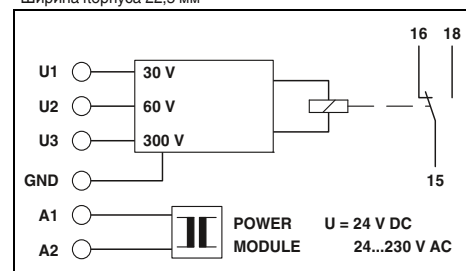 Ширина корпуса 22,5 мм
16 18
U1 30 V
U2 60 V
U3 300 V
GND
15
A1
POWER U = 24 V DC
A2 MODULE 24...230 V AC